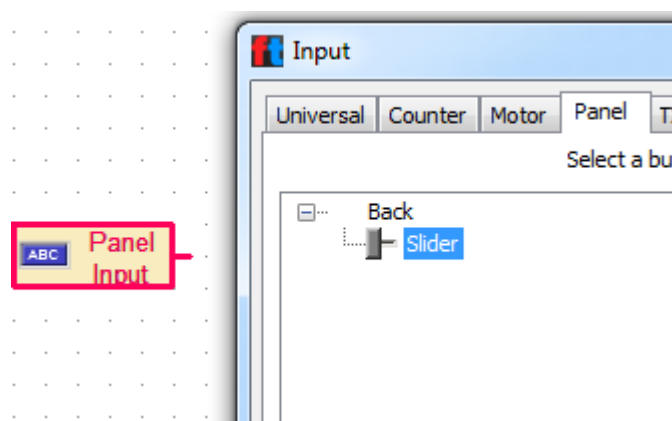 ft Input
Universal Counter Motor Panel
Select a bu
Back
Slider
ABC
Panel
Input